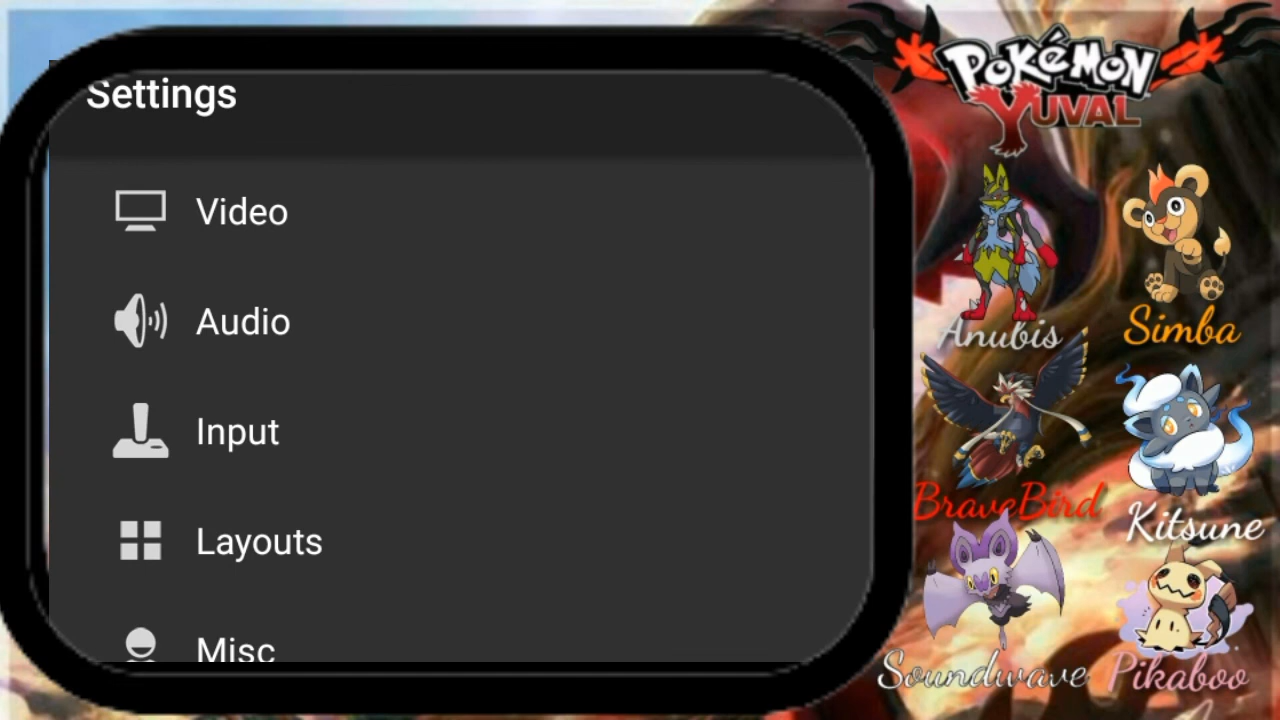 Settings
Video
Audio
Input
Layouts
Misc
POKéMON
YUVAL
Anubis
Simba
BraveBird
Kitsune
Soundwave
Pikaboo